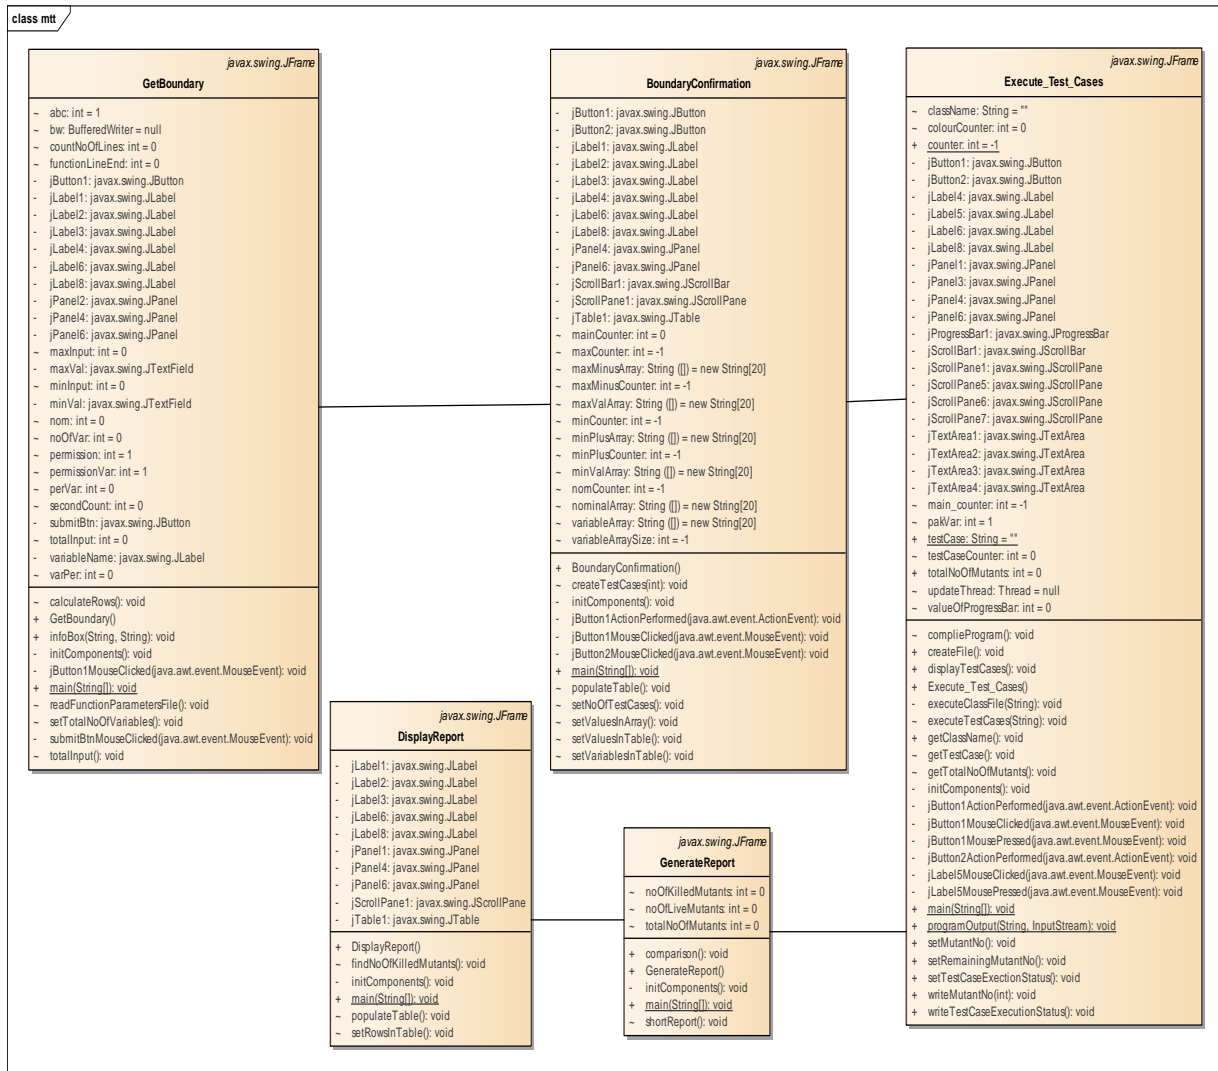 class mtt
javax.swing.JFrame
GetBoundary
~ abc: int = 1
~ bw: BufferedWriter = null
~ countNoOfLines: int = 0
~ functionLineEnd: int = 0
- jButton1: javax.swing.JButton
- jLabel1: javax.swing.JLabel
- jLabel2: javax.swing.JLabel
- jLabel3: javax.swing.JLabel
- jLabel4: javax.swing.JLabel
- jLabel6: javax.swing.JLabel
- jLabel8: javax.swing.JLabel
- jPanel2: javax.swing.JPanel
- jPanel4: javax.swing.JPanel
- jPanel6: javax.swing.JPanel
~ maxInput: int = 0
- maxVal: javax.swing.JTextField
~ minInput: int = 0
- minVal: javax.swing.JTextField
~ nom: int = 0
~ noOfVar: int = 0
~ permission: int = 1
~ permissionVar: int = 1
~ perVar: int = 0
~ secondCount: int = 0
- submitBtn: javax.swing.JButton
~ totalInput: int = 0
- variableName: javax.swing.JLabel
~ varPer: int = 0
~ calculateRows(): void
+ GetBoundary()
+ infoBox(String, String): void
- initComponents(): void
- jButton1MouseClicked(java.awt.event.MouseEvent): void
+ main(String[]): void
~ readFunctionParametersFile(): void
~ setTotalNoOfVariables(): void
- submitBtnMouseClicked(java.awt.event.MouseEvent): void
~ totalInput(): void
javax.swing.JFrame
BoundaryConfirmation
- jButton1: javax.swing.JButton
- jButton2: javax.swing.JButton
- jLabel1: javax.swing.JLabel
- jLabel2: javax.swing.JLabel
- jLabel3: javax.swing.JLabel
- jLabel4: javax.swing.JLabel
- jLabel6: javax.swing.JLabel
- jLabel8: javax.swing.JLabel
- jPanel4: javax.swing.JPanel
- jPanel6: javax.swing.JPanel
- jScrollBar1: javax.swing.JScrollBar
- jScrollPane1: javax.swing.JScrollPane
- jTable1: javax.swing.JTable
~ mainCounter: int = 0
~ maxCounter: int = -1
~ maxMinusArray: String ([]) = new String[20]
~ maxMinusCounter: int = -1
~ maxValArray: String ([]) = new String[20]
~ minCounter: int = -1
~ minPlusArray: String ([]) = new String[20]
~ minPlusCounter: int = -1
~ minValArray: String ([]) = new String[20]
~ nomCounter: int = -1
~ nominalArray: String ([]) = new String[20]
~ variableArray: String ([]) = new String[20]
~ variableArraySize: int = -1
+ BoundaryConfirmation()
~ createTestCases(int): void
- initComponents(): void
- jButton1ActionPerformed(java.awt.event.ActionEvent): void
- jButton1MouseClicked(java.awt.event.MouseEvent): void
- jButton2MouseClicked(java.awt.event.MouseEvent): void
+ main(String[]): void
~ populateTable(): void
~ setNoOfTestCases(): void
~ setValuesInArray(): void
~ setValuesInTable(): void
~ setVariablesInTable(): void
javax.swing.JFrame
Execute_Test_Cases
~ className: String = ""
~ colourCounter: int = 0
+ counter: int = -1
- jButton1: javax.swing.JButton
- jButton2: javax.swing.JButton
- jLabel4: javax.swing.JLabel
- jLabel5: javax.swing.JLabel
- jLabel6: javax.swing.JLabel
- jLabel8: javax.swing.JLabel
- jPanel1: javax.swing.JPanel
- jPanel3: javax.swing.JPanel
- jPanel4: javax.swing.JPanel
- jPanel6: javax.swing.JPanel
- jProgressBar1: javax.swing.JProgressBar
- jScrollBar1: javax.swing.JScrollBar
- jScrollPane1: javax.swing.JScrollPane
- jScrollPane5: javax.swing.JScrollPane
- jScrollPane6: javax.swing.JScrollPane
- jScrollPane7: javax.swing.JScrollPane
- jTextArea1: javax.swing.JTextArea
- jTextArea2: javax.swing.JTextArea
- jTextArea3: javax.swing.JTextArea
- jTextArea4: javax.swing.JTextArea
~ main_counter: int = -1
~ pakVar: int = 1
+ testCase: String = ""
~ testCaseCounter: int = 0
+ totalNoOfMutants: int = 0
~ updateThread: Thread = null
~ valueOfProgressBar: int = 0
~ complieProgram(): void
+ createFile(): void
~ displayTestCases(): void
+ Execute_Test_Cases()
- executeClassFile(String): void
~ executeTestCases(String): void
+ getClassName(): void
~ getTestCase(): void
~ getTotalNoOfMutants(): void
- initComponents(): void
- jButton1ActionPerformed(java.awt.event.ActionEvent): void
- jButton1MouseClicked(java.awt.event.MouseEvent): void
- jButton1MousePressed(java.awt.event.MouseEvent): void
- jButton2ActionPerformed(java.awt.event.ActionEvent): void
- jLabel5MouseClicked(java.awt.event.MouseEvent): void
- jLabel5MousePressed(java.awt.event.MouseEvent): void
+ main(String[]): void
+ programOutput(String, InputStream): void
+ setMutantNo(): void
+ setRemainingMutantNo(): void
+ setTestCaseExectionStatus(): void
+ writeMutantNo(int): void
+ writeTestCaseExecutionStatus(): void
javax.swing.JFrame
DisplayReport
- jLabel1: javax.swing.JLabel
- jLabel2: javax.swing.JLabel
- jLabel3: javax.swing.JLabel
- jLabel6: javax.swing.JLabel
- jLabel8: javax.swing.JLabel
- jPanel1: javax.swing.JPanel
- jPanel4: javax.swing.JPanel
- jPanel6: javax.swing.JPanel
- jScrollPane1: javax.swing.JScrollPane
- jTable1: javax.swing.JTable
+ DisplayReport()
~ findNoOfKilledMutants(): void
- initComponents(): void
+ main(String[]): void
~ populateTable(): void
~ setRowsInTable(): void
javax.swing.JFrame
GenerateReport
~ noOfKilledMutants: int = 0
~ noOfLiveMutants: int = 0
~ totalNoOfMutants: int = 0
+ comparison(): void
+ GenerateReport()
- initComponents(): void
+ main(String[]): void
~ shortReport(): void